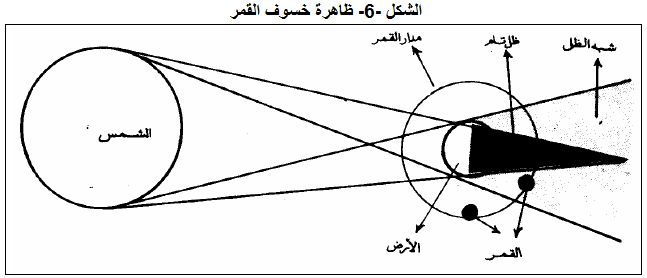 الشكل -6- ظاهرة خسوف القمر
شبه الظل
ظل تام
مدار القمر
الشمس
الأرض
القمر